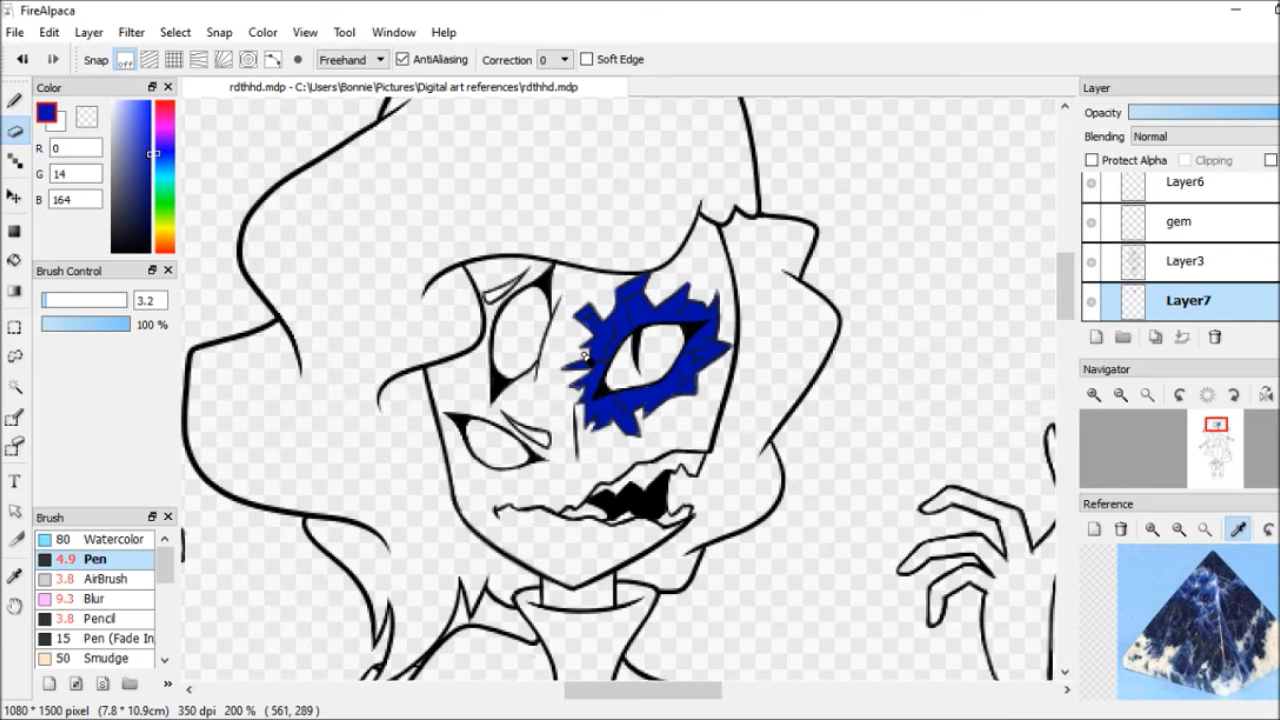 FireAlpaca
File Edit Layer Filter Select Snap Color View Tool Window Help
Snap off Freehand AntiAliasing Correction 0 Soft Edge
Color
rdthhd.mdp - C:\Users\Bonnie\Pictures\Digital art references\rdthhd.mdp
R 0
G 14
B 164
Brush Control
3.2
100 %
Brush
80 Watercolor
4.9 Pen
3.8 AirBrush
9.3 Blur
3.8 Pencil
15 Pen (Fade In
50 Smudge
Layer
Opacity
Blending Normal
Protect Alpha Clipping
Layer6
gem
Layer3
Layer7
Navigator
Reference
1080 * 1500 pixel (7.8 * 10.9cm) 350 dpi 200 % ( 561, 289 )